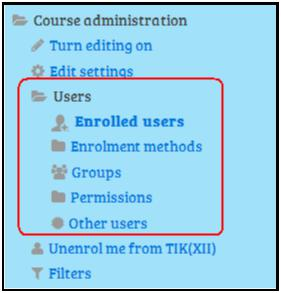 Course administration
Turn editing on
Edit settings
Users
Enrolled users
Enrolment methods
Groups
Permissions
Other users
Unenrol me from TIK(XII)
Filters